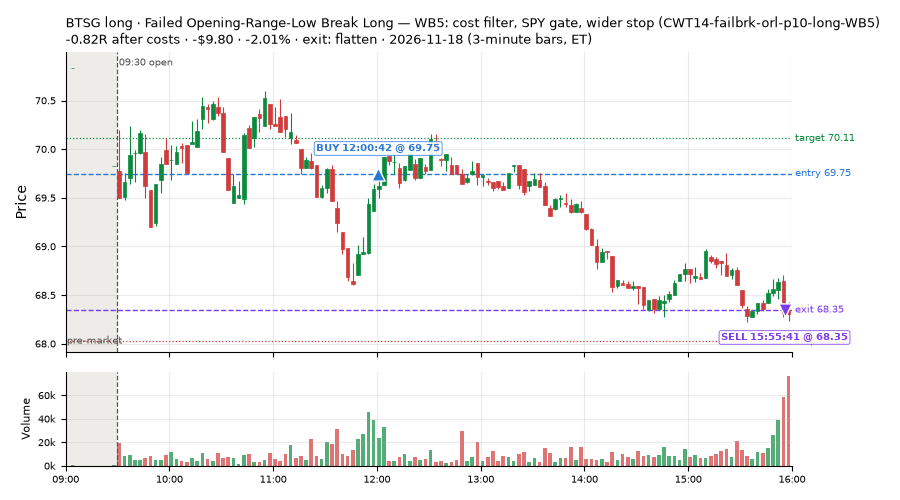 BTSG long · Failed Opening-Range-Low Break Long — WB5: cost filter, SPY gate, wider stop (CWT14-failbrk-orl-p10-long-WB5)
-0.82R after costs · -$9.80 · -2.01% · exit: flatten · 2026-11-18 (3-minute bars, ET)
09:30 open
70.5
target 70.11
BUY 12:00:42 @ 69.75
70.0
entry 69.75
69.5
Price
69.0
68.5
exit 68.35
SELL 15:55:41 @ 68.35
pre-market
68.0
60k
40k
Volume
20k
0k
09:00 10:00 11:00 12:00 13:00 14:00 15:00 16:00